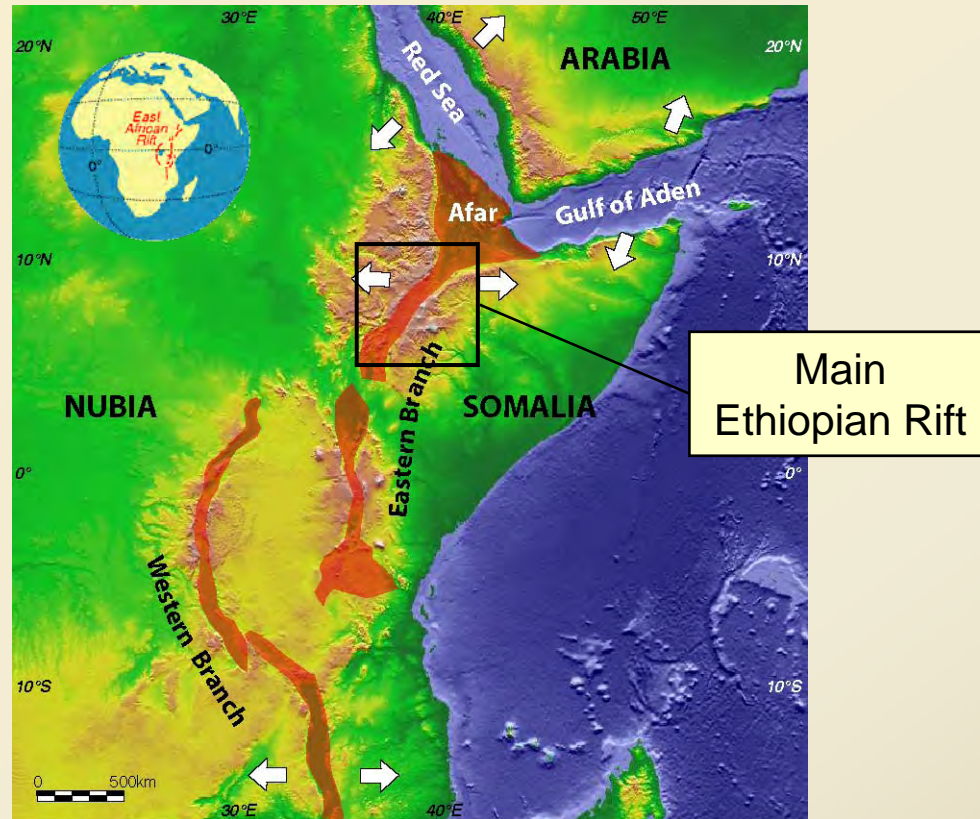 30°E
40°E
50°E
20°N
20°N
Red Sea
ARABIA
East
African
Rift
0°
0°
Afar
Gulf of Aden
10°N
10°N
Main
Ethiopian Rift
NUBIA
Eastern Branch
SOMALIA
0°
0°
Western Branch
10°S
10°S
0 500km
30°E
40°E